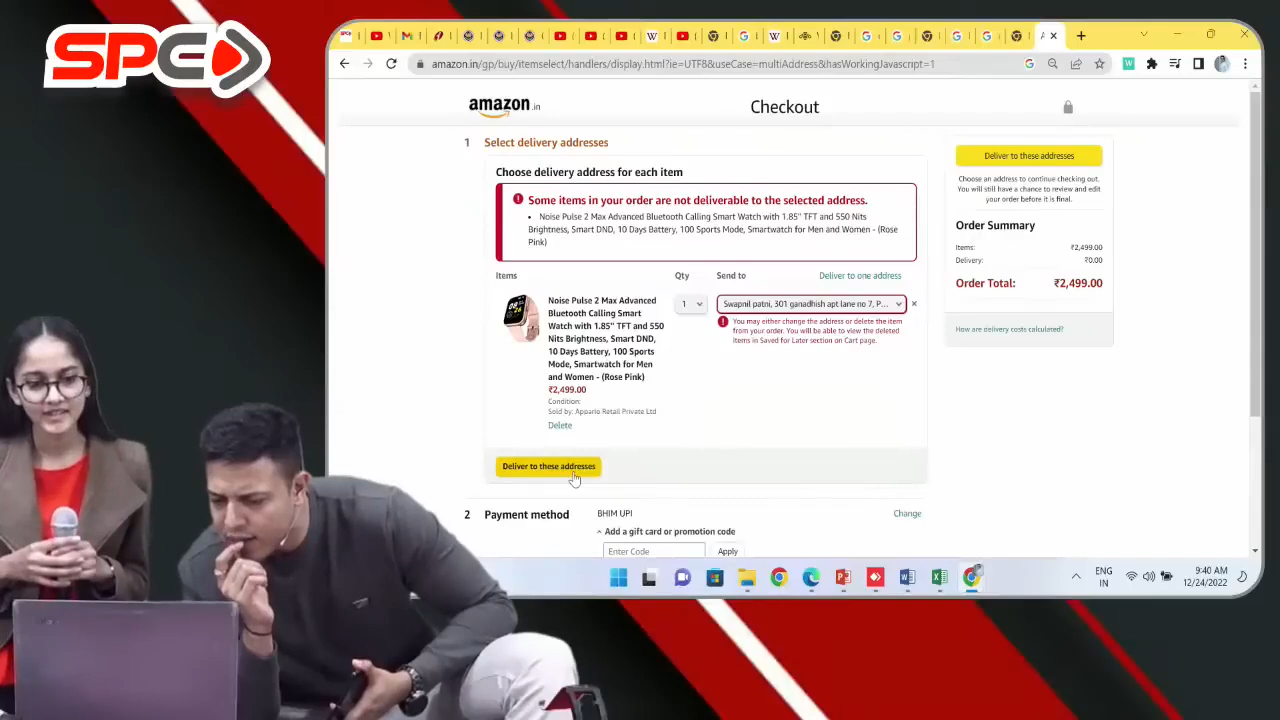 SPE
amazon.in/gp/buy/itemselect/handlers/display.html?ie=UTF8&useCase=multiAddress&hasWorkingJavascript=1
amazon.in
Checkout
1 Select delivery addresses
Choose delivery address for each item
Some items in your order are not deliverable to the selected address.
• Noise Pulse 2 Max Advanced Bluetooth Calling Smart Watch with 1.85" TFT and 550 Nits
Brightness, Smart DND, 10 Days Battery, 100 Sports Mode, Smartwatch for Men and Women - (Rose
Pink)
Items Qty Send to Deliver to one address
Noise Pulse 2 Max Advanced
Bluetooth Calling Smart
Watch with 1.85" TFT and 550
Nits Brightness, Smart DND,
10 Days Battery, 100 Sports
Mode, Smartwatch for Men
and Women - (Rose Pink)
₹2,499.00
Condition:
Sold by: Appario Retail Private Ltd
Delete
1
Swapnil patni, 301 ganadhish apt lane no 7, P...
You may either change the address or delete the item
from your order. You will be able to view the deleted
items in Saved for Later section on Cart page.
Deliver to these addresses
2 Payment method BHIM UPI Change
Add a gift card or promotion code
Enter Code Apply
Deliver to these addresses
Choose an address to continue checking out.
You will still have a chance to review and edit
your order before it is final.
Order Summary
Items: ₹2,499.00
Delivery: ₹0.00
Order Total: ₹2,499.00
How are delivery costs calculated?
ENG
IN
9:40 AM
12/24/2022